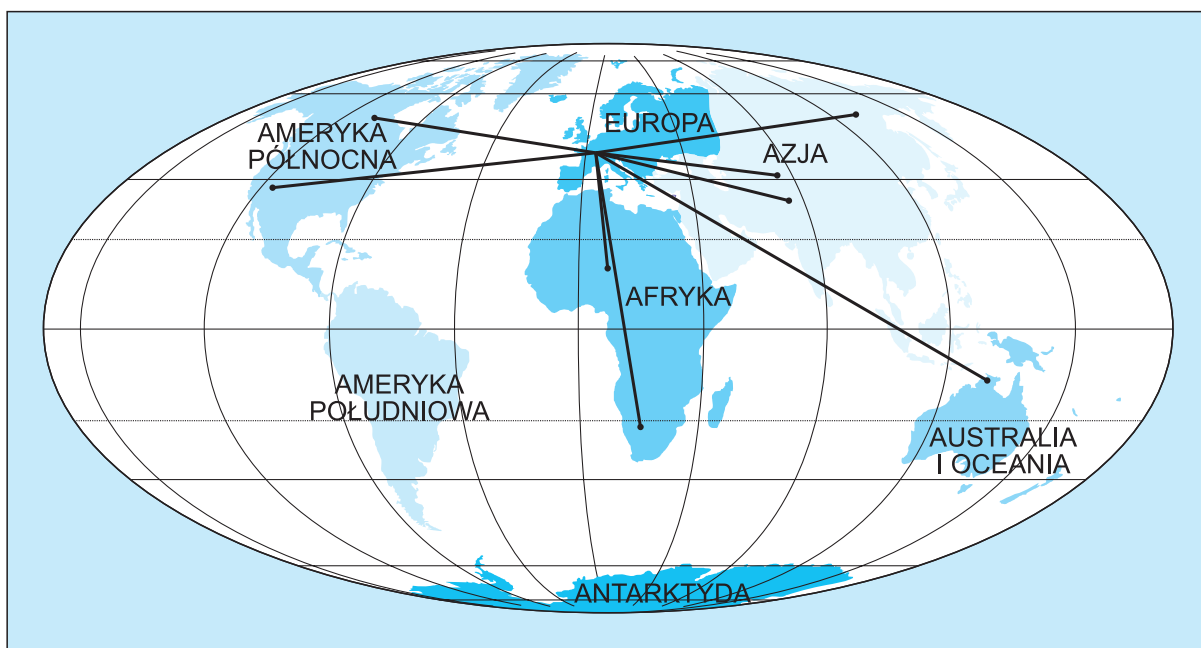 AMERYKA
PÓŁNOCNA
EUROPA
AZJA
AFRYKA
AMERYKA
POŁUDNIOWA
AUSTRALIA
I OCEANIA
ANTARKTYDA